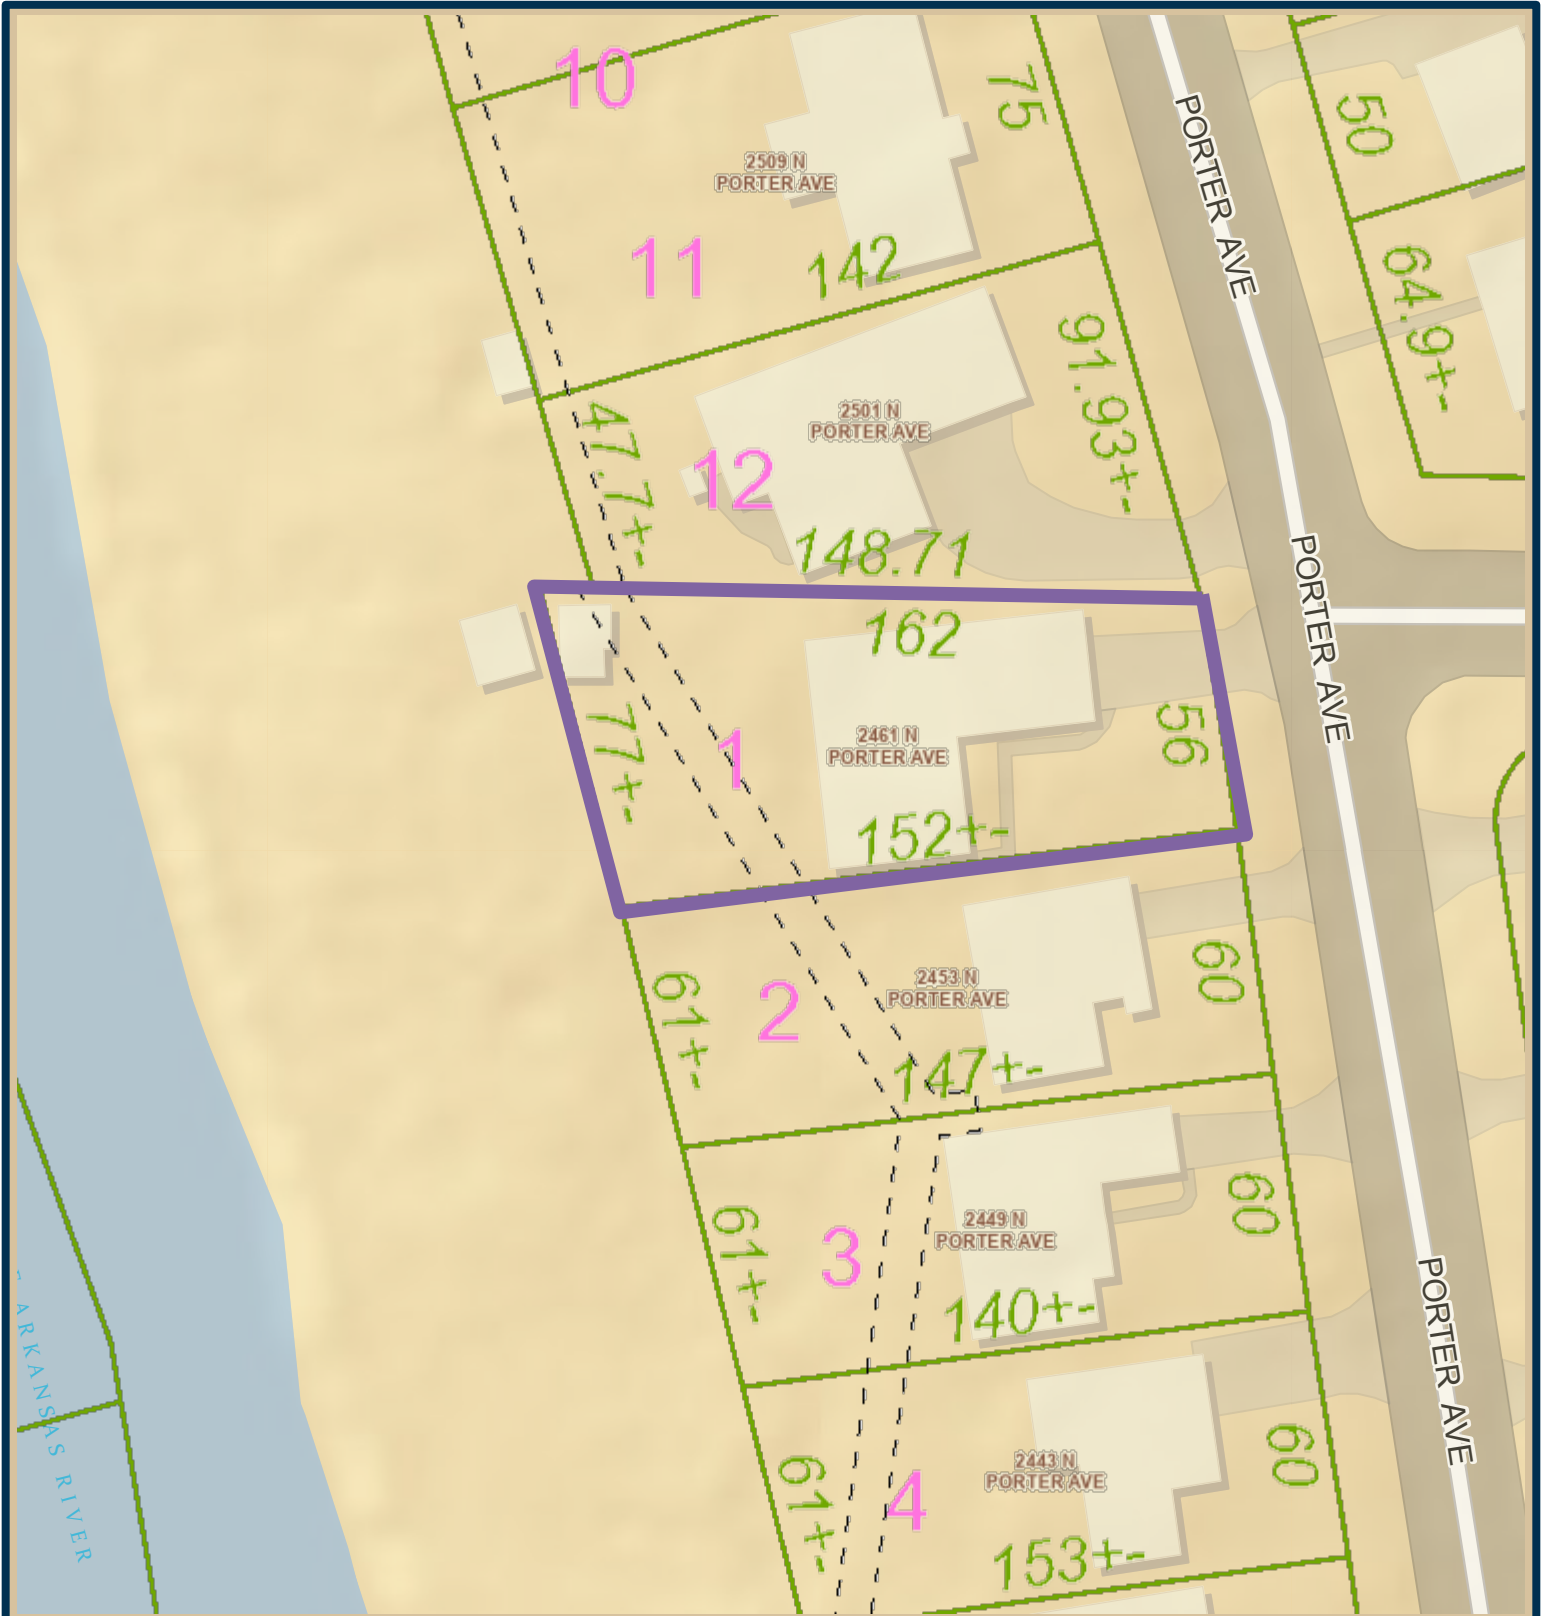 10
75
PORTER AVE
50
2509 N
PORTER AVE
11
142
64.9+-
91.93+-
2501 N
PORTER AVE
47.7+-
12
148.71
PORTER AVE
162
56
77+-
1
2461 N
PORTER AVE
152+-
60
61+-
2
2453 N
PORTER AVE
147+-
60
61+-
3
2449 N
PORTER AVE
140+-
PORTER AVE
ARKANSAS RIVER
60
61+-
4
2443 N
PORTER AVE
153+-